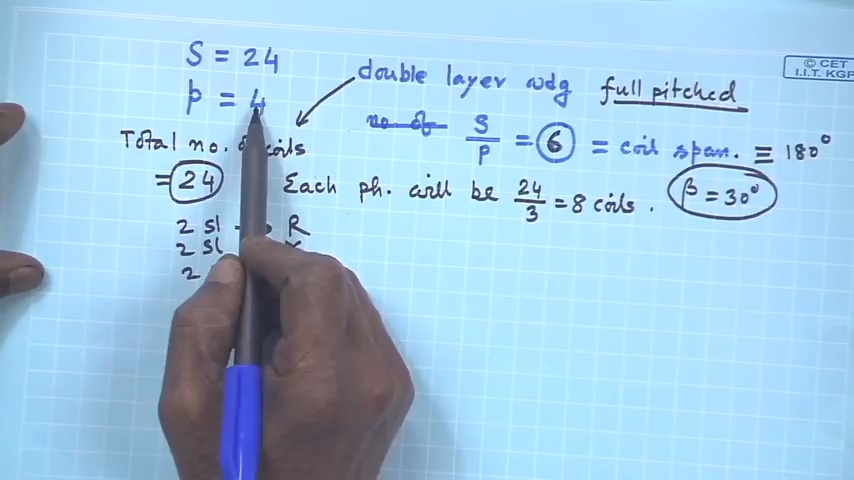 S = 24
p = 4
double layer wdg full pitched
© CET
I.I.T. KGP
no. of S/P = 6 = coil span. ≡ 180°
Total no. of coils
= 24
Each ph. will be 24/3 = 8 coils.
β = 30°
2 sl R
2 sl
2